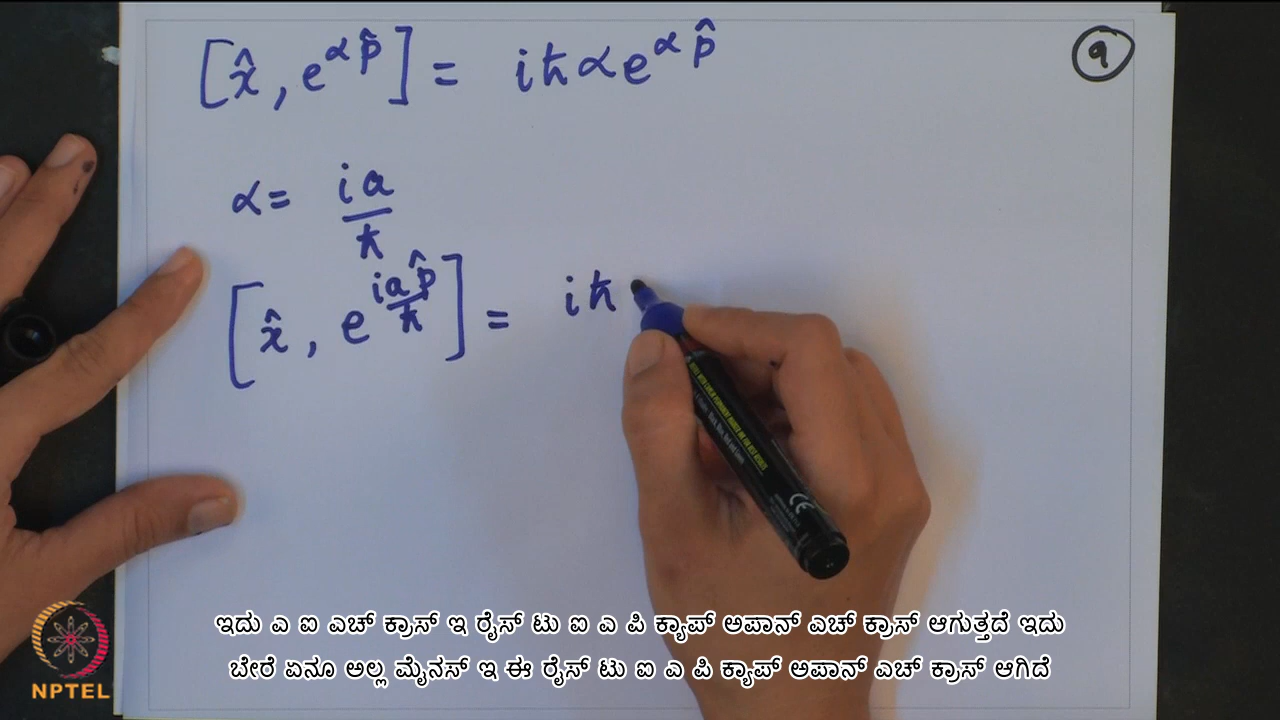 [x̂, e^{αp̂}] = iħαe^{αp̂}
9
α = ia/ħ
[x̂, e^{iap̂/ħ}] = iħ
ಇದು ಎ ಐ ಎಚ್ ಕ್ರಾಸ್ ಇ ರೈಸ್ ಟು ಐ ಎ ಪಿ ಕ್ಯಾಪ್ ಅಪಾನ್ ಎಚ್ ಕ್ರಾಸ್ ಆಗುತ್ತದೆ ಇದು
ಬೇರೆ ಏನೂ ಅಲ್ಲ ಮೈನಸ್ ಇ ಈ ರೈಸ್ ಟು ಐ ಎ ಪಿ ಕ್ಯಾಪ್ ಅಪಾನ್ ಎಚ್ ಕ್ರಾಸ್ ಆಗಿದೆ
NPTEL